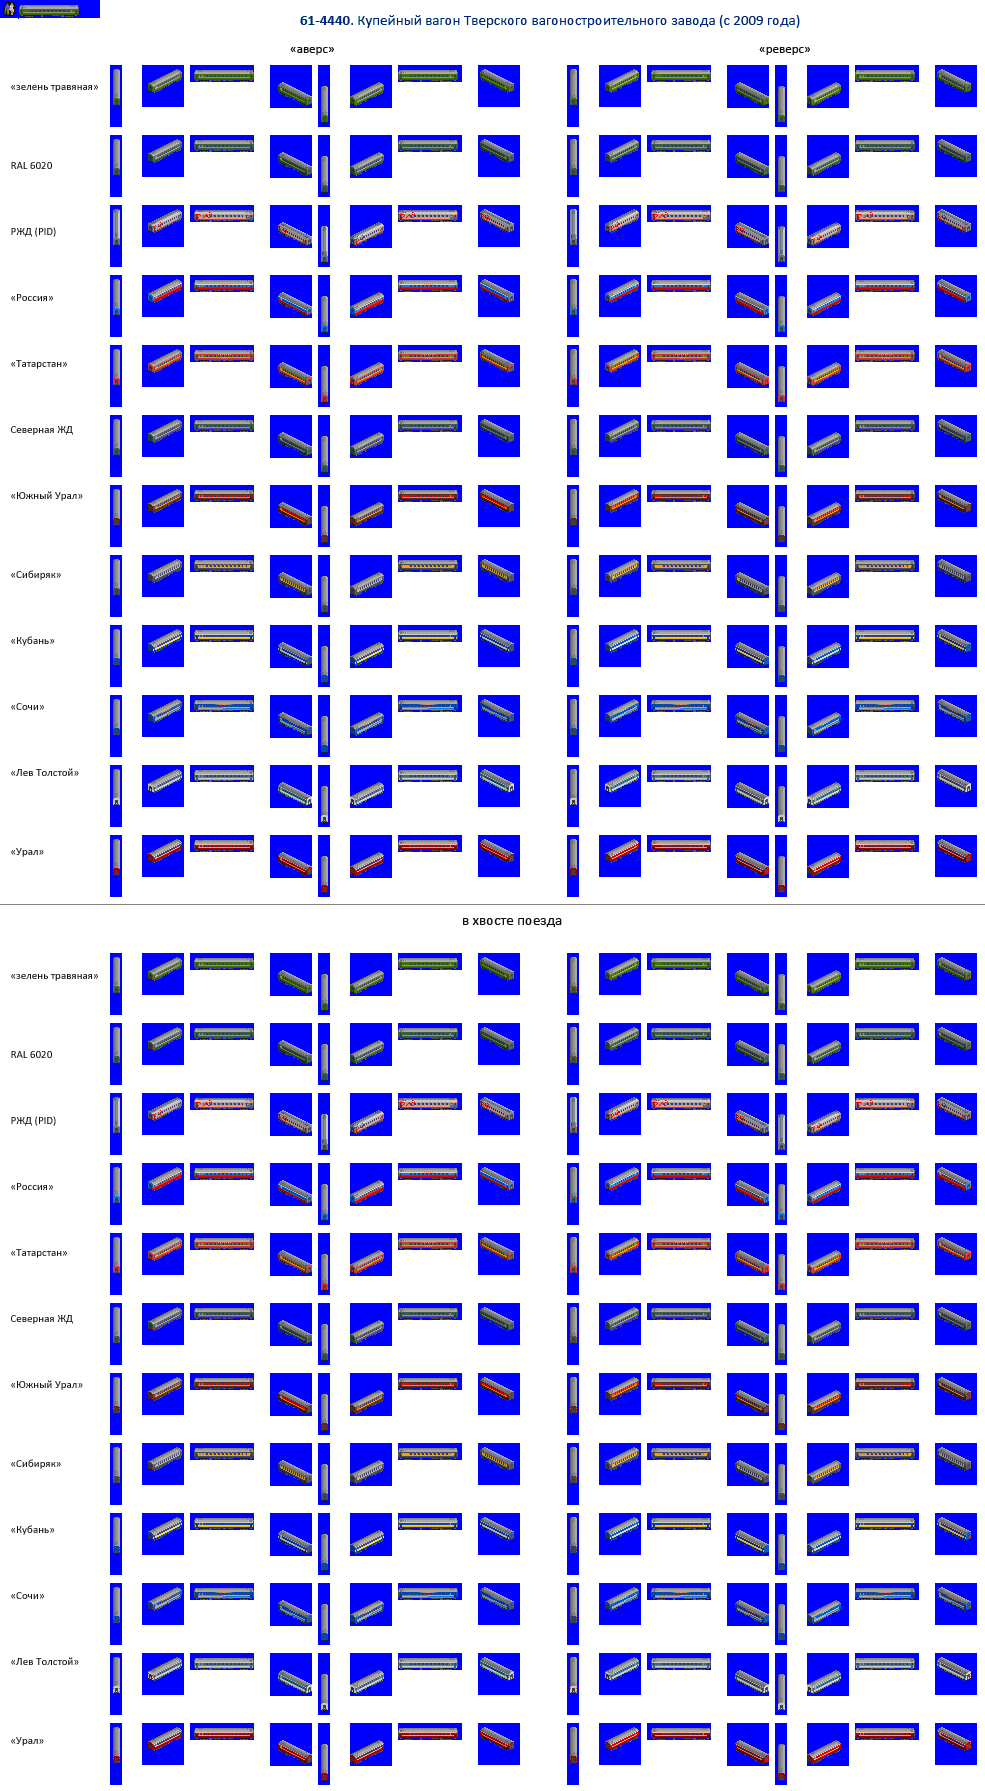 61-4440. Купейный вагон Тверского вагоностроительного завода (с 2009 года)
«аверс» «реверс»
«зелень травяная»
RAL 6020
РЖД (PID)
«Россия»
«Татарстан»
Северная ЖД
«Южный Урал»
«Сибиряк»
«Кубань»
«Сочи»
«Лев Толстой»
«Урал»
в хвосте поезда
«зелень травяная»
RAL 6020
РЖД (PID)
«Россия»
«Татарстан»
Северная ЖД
«Южный Урал»
«Сибиряк»
«Кубань»
«Сочи»
«Лев Толстой»
«Урал»